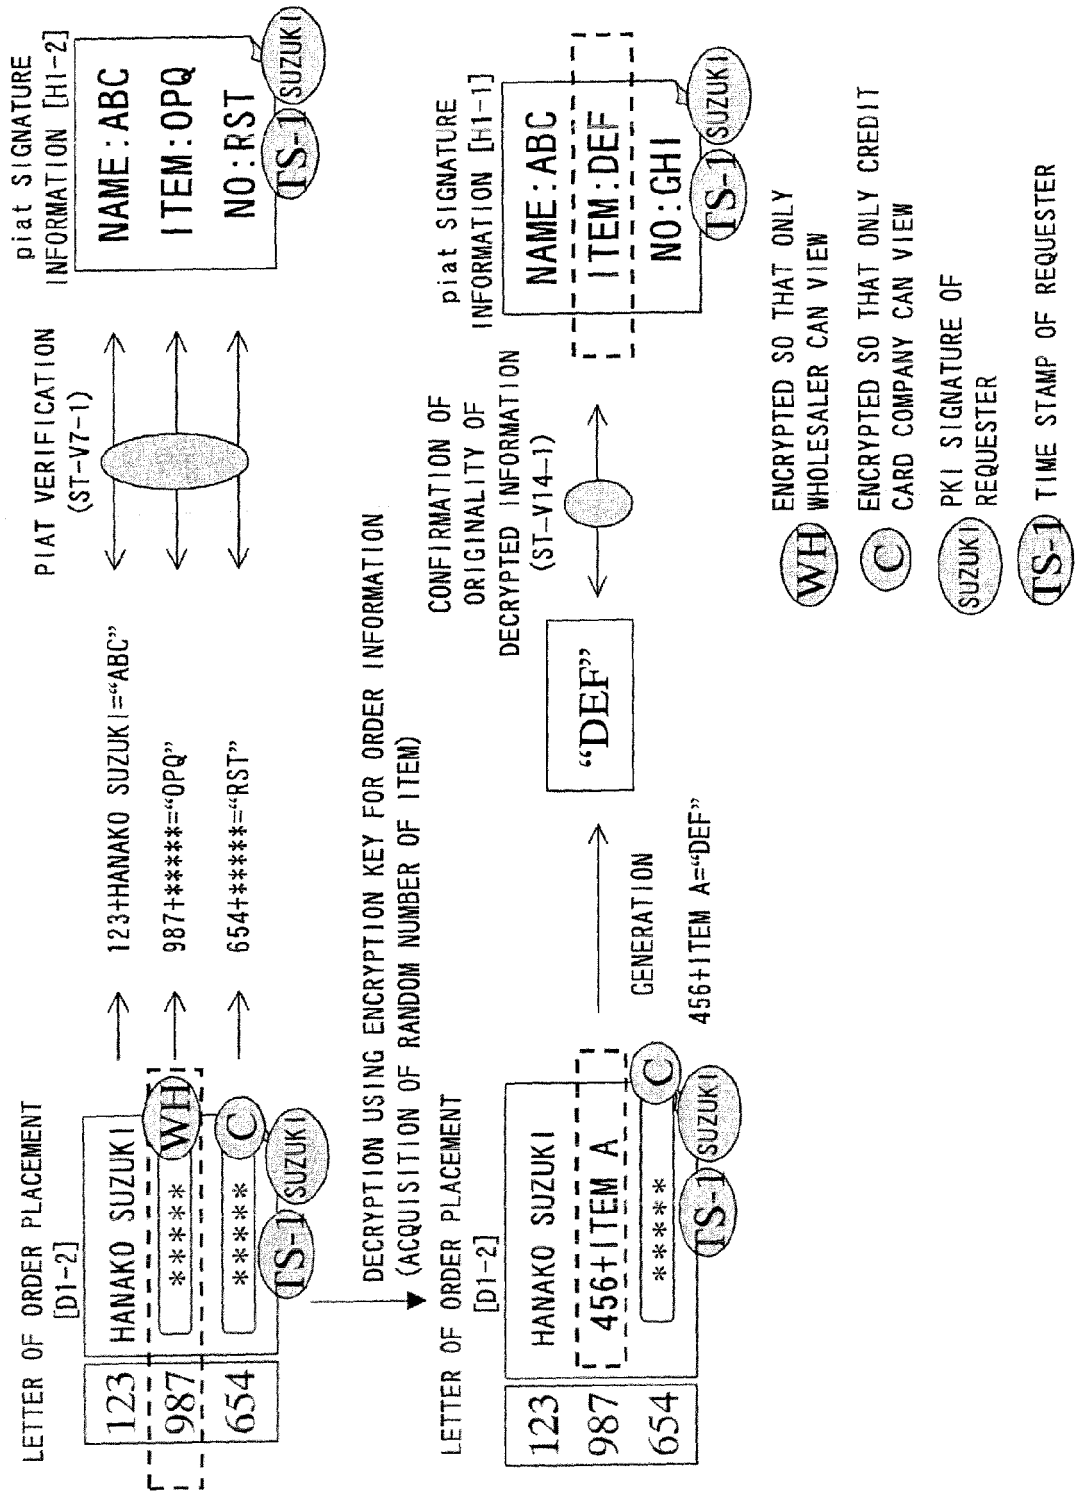 LETTER OF ORDER PLACEMENT
[D1-2]
123
HANAKO SUZUKI
987
*****
WH
654
*****
C
TS-1
SUZUKI
123+HANAKO SUZUKI=“ABC”
987+*****=“OPQ”
654+*****=“RST”
PIAT VERIFICATION
(ST-V7-1)
piat SIGNATURE
INFORMATION [H1-2]
NAME:ABC
ITEM:OPQ
NO:RST
TS-1
SUZUKI
DECRYPTION USING ENCRYPTION KEY FOR ORDER INFORMATION
(ACQUISITION OF RANDOM NUMBER OF ITEM)
LETTER OF ORDER PLACEMENT
[D1-2]
123
HANAKO SUZUKI
987
456+ITEM A
654
*****
C
TS-1
SUZUKI
GENERATION
456+ITEM A=“DEF”
“DEF”
CONFIRMATION OF
ORIGINALITY OF
DECRYPTED INFORMATION
(ST-V14-1)
piat SIGNATURE
INFORMATION [H1-1]
NAME:ABC
ITEM:DEF
NO:GHI
TS-1
SUZUKI
WH ENCRYPTED SO THAT ONLY
WHOLESALER CAN VIEW
C ENCRYPTED SO THAT ONLY CREDIT
CARD COMPANY CAN VIEW
SUZUKI PKI SIGNATURE OF
REQUESTER
TS-1 TIME STAMP OF REQUESTER